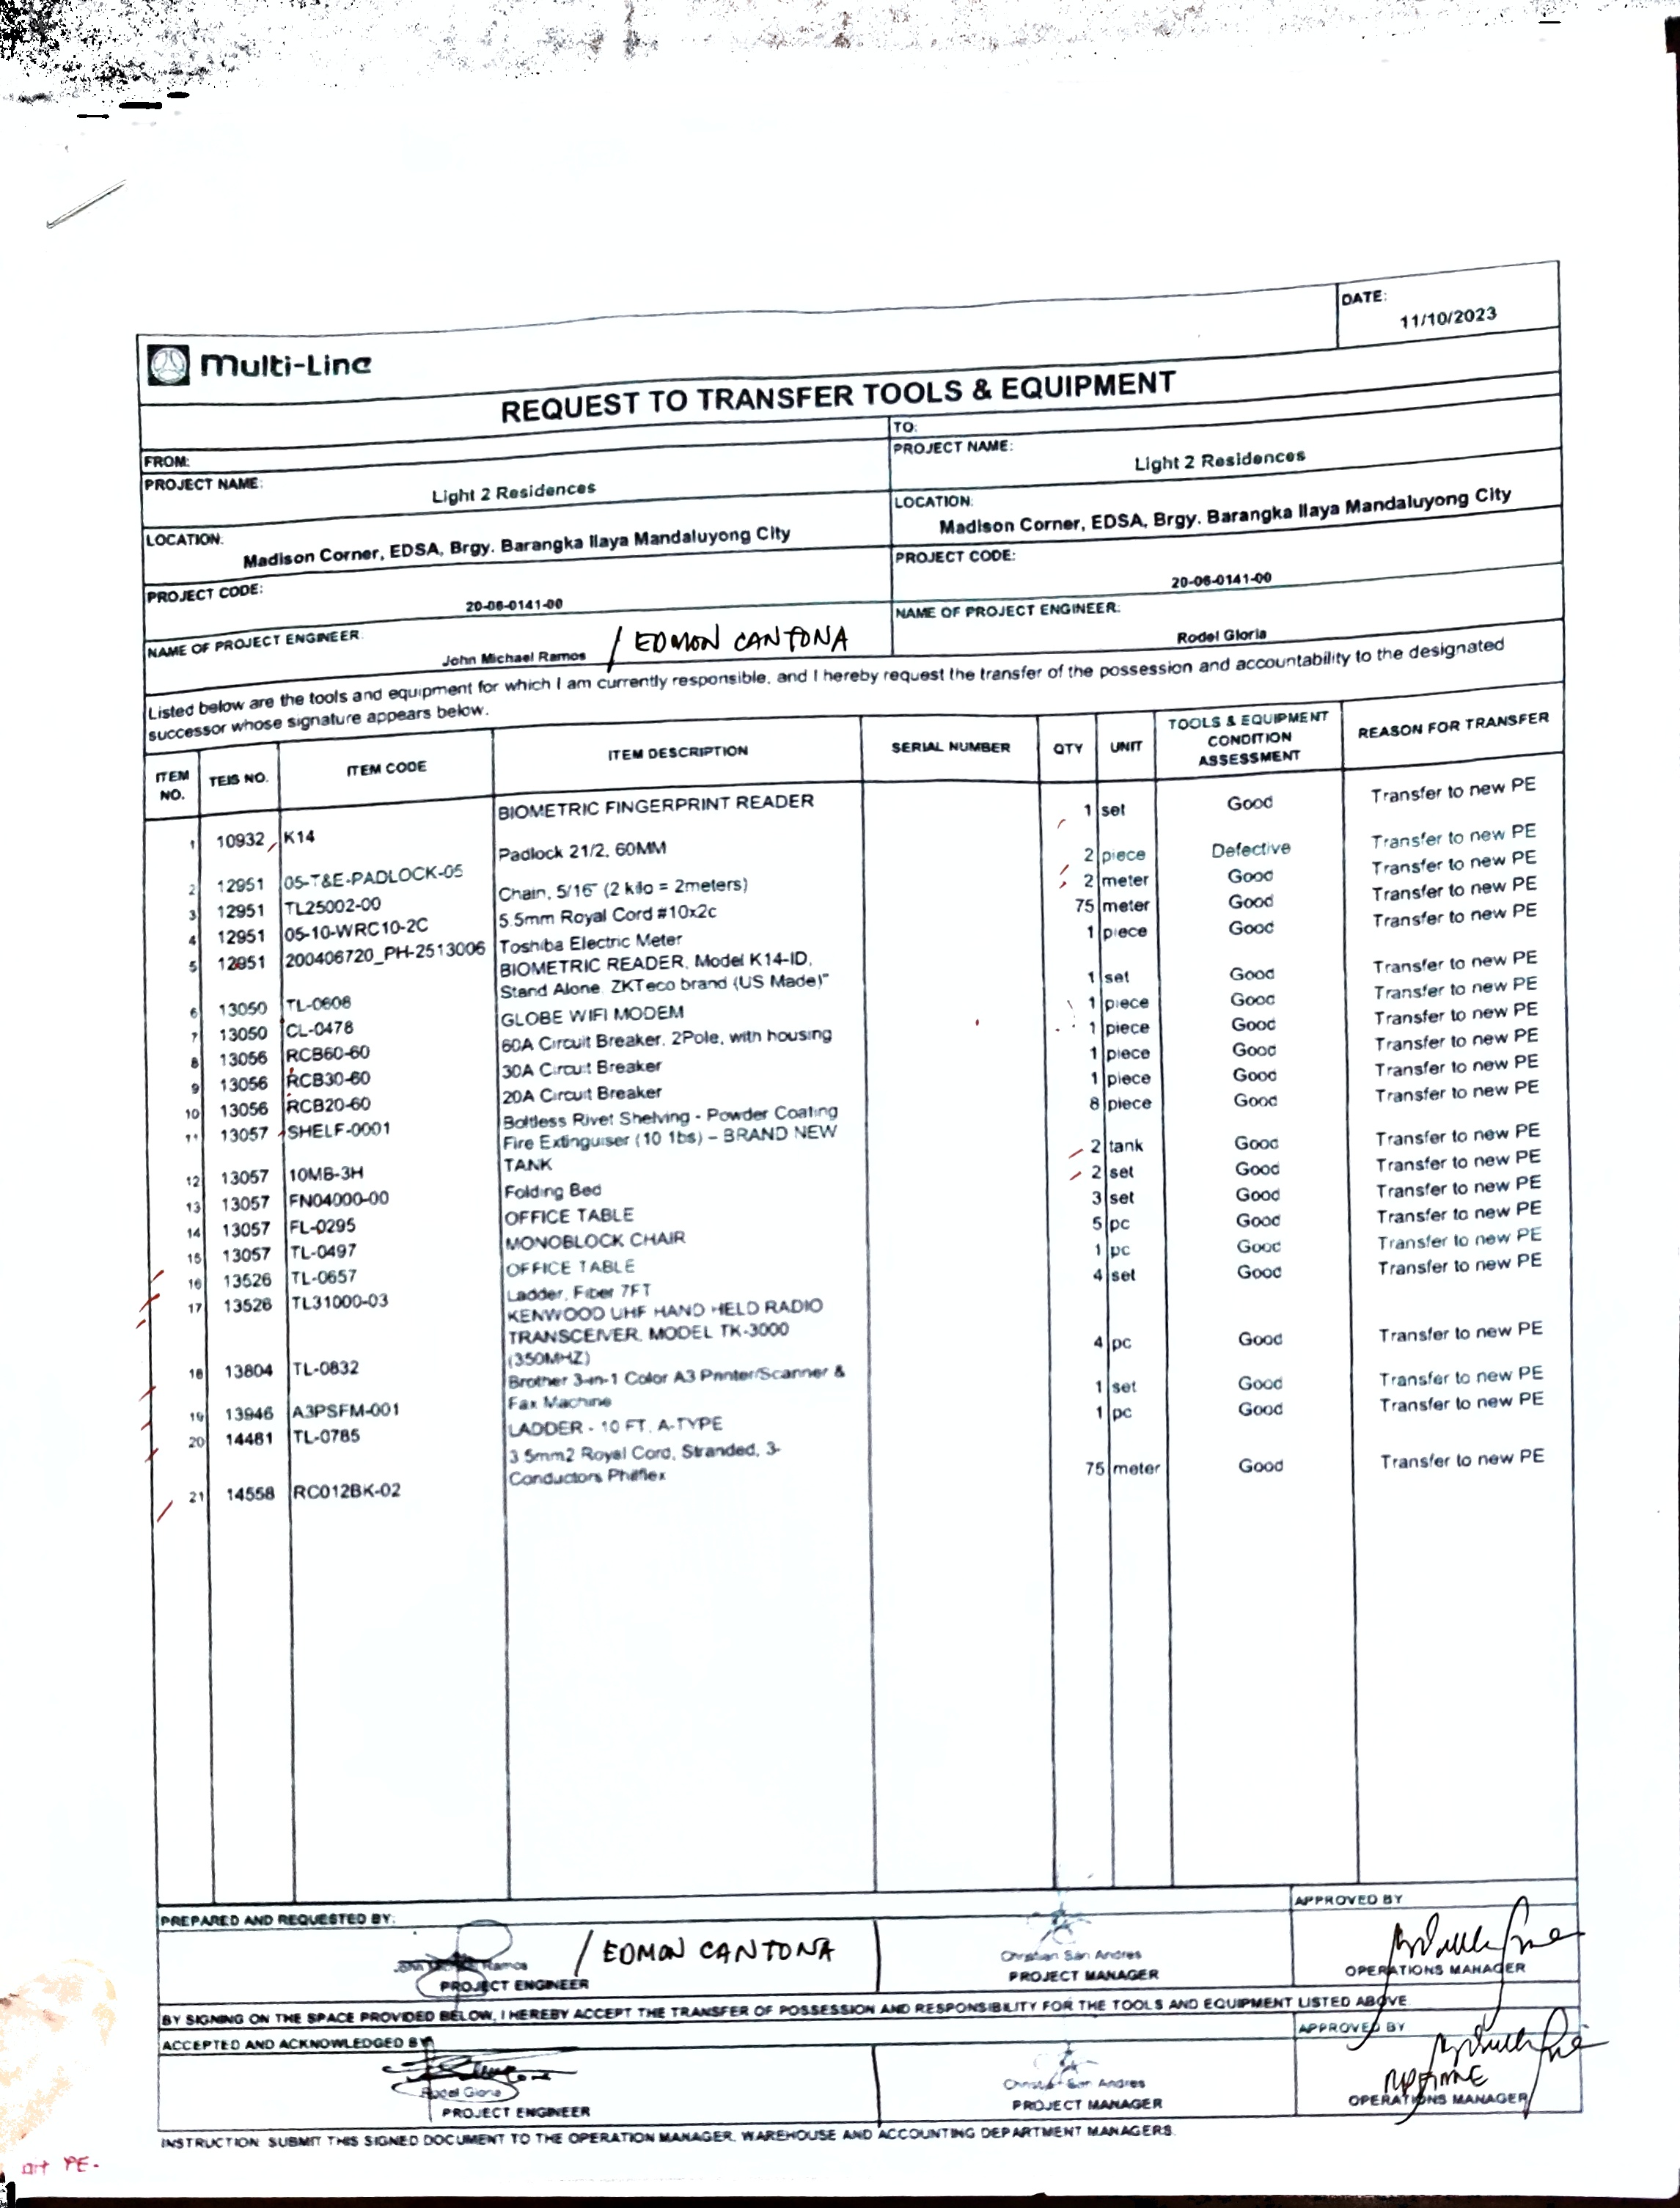 DATE:
11/10/2023
Multi-Line
REQUEST TO TRANSFER TOOLS & EQUIPMENT
FROM:
TO:
PROJECT NAME: Light 2 Residences
PROJECT NAME: Light 2 Residences
LOCATION: Madison Corner, EDSA, Brgy. Barangka Ilaya Mandaluyong City
LOCATION: Madison Corner, EDSA, Brgy. Barangka Ilaya Mandaluyong City
PROJECT CODE: 20-06-0141-00
PROJECT CODE: 20-06-0141-00
NAME OF PROJECT ENGINEER: John Michael Ramos / EDMON CANTONA
NAME OF PROJECT ENGINEER: Rodel Gloria
Listed below are the tools and equipment for which I am currently responsible, and I hereby request the transfer of the possession and accountability to the designated
successor whose signature appears below.
ITEM NO. TEIS NO. ITEM CODE ITEM DESCRIPTION SERIAL NUMBER QTY UNIT TOOLS & EQUIPMENT CONDITION ASSESSMENT REASON FOR TRANSFER
1 10932 K14 BIOMETRIC FINGERPRINT READER 1 set Good Transfer to new PE
2 12951 05-T&E-PADLOCK-05 Padlock 21/2, 60MM 2 piece Defective Transfer to new PE
3 12951 TL25002-00 Chain, 5/16" (2 kilo = 2meters) 2 meter Good Transfer to new PE
4 12951 05-10-WRC10-2C 5.5mm Royal Cord #10x2c 75 meter Good Transfer to new PE
5 12951 200406720_PH-2513006 Toshiba Electric Meter 1 piece Good Transfer to new PE
6 13050 TL-0608 BIOMETRIC READER, Model K14-ID,
Stand Alone. ZKTeco brand (US Made)" 1 set Good Transfer to new PE
7 13050 CL-0478 GLOBE WIFI MODEM 1 piece Good Transfer to new PE
8 13056 RCB60-60 60A Circuit Breaker, 2Pole, with housing 1 piece Good Transfer to new PE
9 13056 RCB30-60 30A Circuit Breaker 1 piece Good Transfer to new PE
10 13056 RCB20-60 20A Circuit Breaker 1 piece Good Transfer to new PE
11 13057 SHELF-0001 Boltless Rivet Shelving - Powder Coating 8 piece Good Transfer to new PE
12 13057 10MB-3H Fire Extinguiser (10 1bs) – BRAND NEW
TANK 2 tank Good Transfer to new PE
13 13057 FN04000-00 Folding Bed 2 set Good Transfer to new PE
14 13057 FL-0295 OFFICE TABLE 3 set Good Transfer to new PE
15 13057 TL-0497 MONOBLOCK CHAIR 5 pc Good Transfer to new PE
16 13526 TL-0657 OFFICE TABLE 1 pc Good Transfer to new PE
17 13526 TL31000-03 Ladder, Fiber 7FT 4 set Good Transfer to new PE
18 13804 TL-0832 KENWOOD UHF HAND HELD RADIO
TRANSCEIVER, MODEL TK-3000
(350MHZ) 4 pc Good Transfer to new PE
19 13946 A3PSFM-001 Brother 3-in-1 Color A3 Printer/Scanner &
Fax Machine 1 set Good Transfer to new PE
20 14481 TL-0785 LADDER - 10 FT. A-TYPE 1 pc Good Transfer to new PE
21 14558 RC012BK-02 3.5mm2 Royal Cord, Stranded, 3-
Conductors Philflex 75 meter Good Transfer to new PE
PREPARED AND REQUESTED BY:
APPROVED BY
John Ramos / EDMON CANTONA
PROJECT ENGINEER
Christian San Andres
PROJECT MANAGER
OPERATIONS MANAGER
BY SIGNING ON THE SPACE PROVIDED BELOW, I HEREBY ACCEPT THE TRANSFER OF POSSESSION AND RESPONSIBILITY FOR THE TOOLS AND EQUIPMENT LISTED ABOVE
ACCEPTED AND ACKNOWLEDGED BY
APPROVED BY
Rodel Gloria
PROJECT ENGINEER
Christian San Andres
PROJECT MANAGER
OPERATIONS MANAGER
INSTRUCTION SUBMIT THIS SIGNED DOCUMENT TO THE OPERATION MANAGER, WAREHOUSE AND ACCOUNTING DEPARTMENT MANAGERS.
PE-